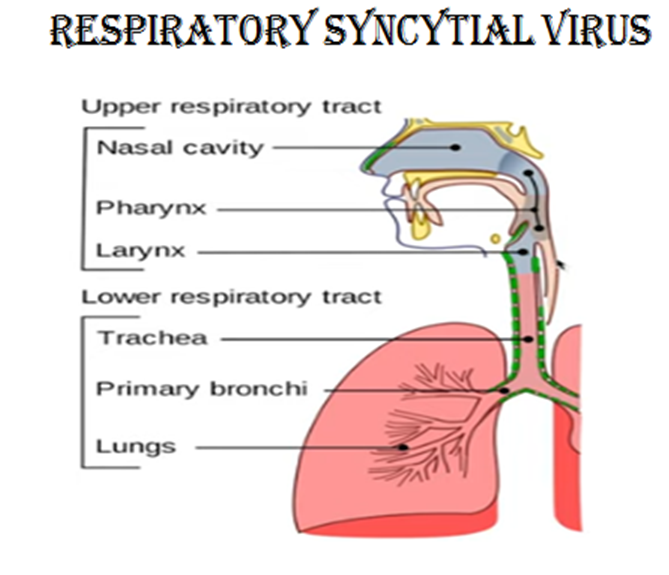 RESPIRATORY SYNCYTIAL VIRUS
Upper respiratory tract
Nasal cavity
Pharynx
Larynx
Lower respiratory tract
Trachea
Primary bronchi
Lungs